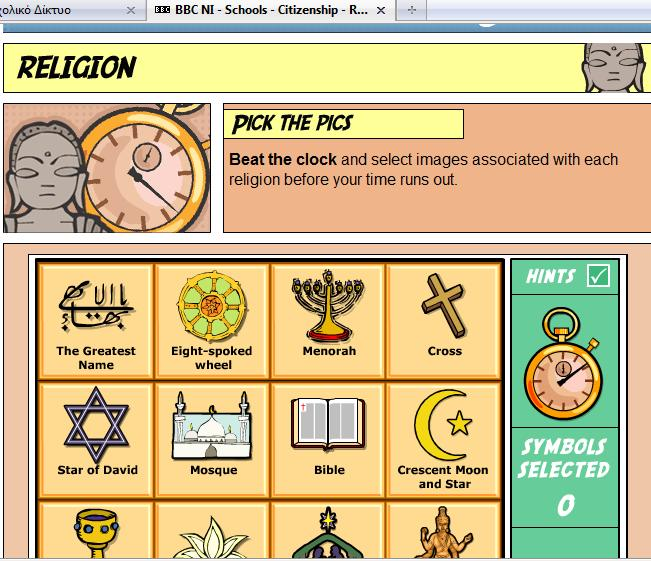 χολικό Δίκτυο
BBC BBC NI - Schools - Citizenship - R...
RELIGION
PICK THE PICS
Beat the clock and select images associated with each
religion before your time runs out.
HINTS
The Greatest
Name
Eight-spoked
wheel
Menorah
Cross
Star of David
Mosque
Bible
Crescent Moon
and Star
SYMBOLS
SELECTED
0